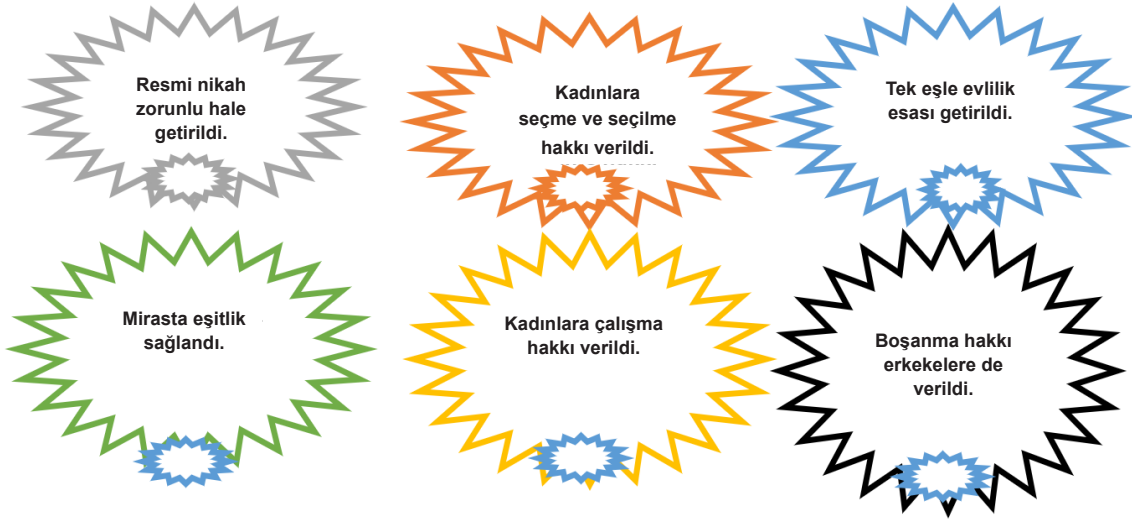 Resmi nikah
zorunlu hale
getirildi.
Kadınlara
seçme ve seçilme
hakkı verildi.
Tek eşle evlilik
esası getirildi.
Mirasta eşitlik
sağlandı.
Kadınlara çalışma
hakkı verildi.
Boşanma hakkı
erkekelere de
verildi.